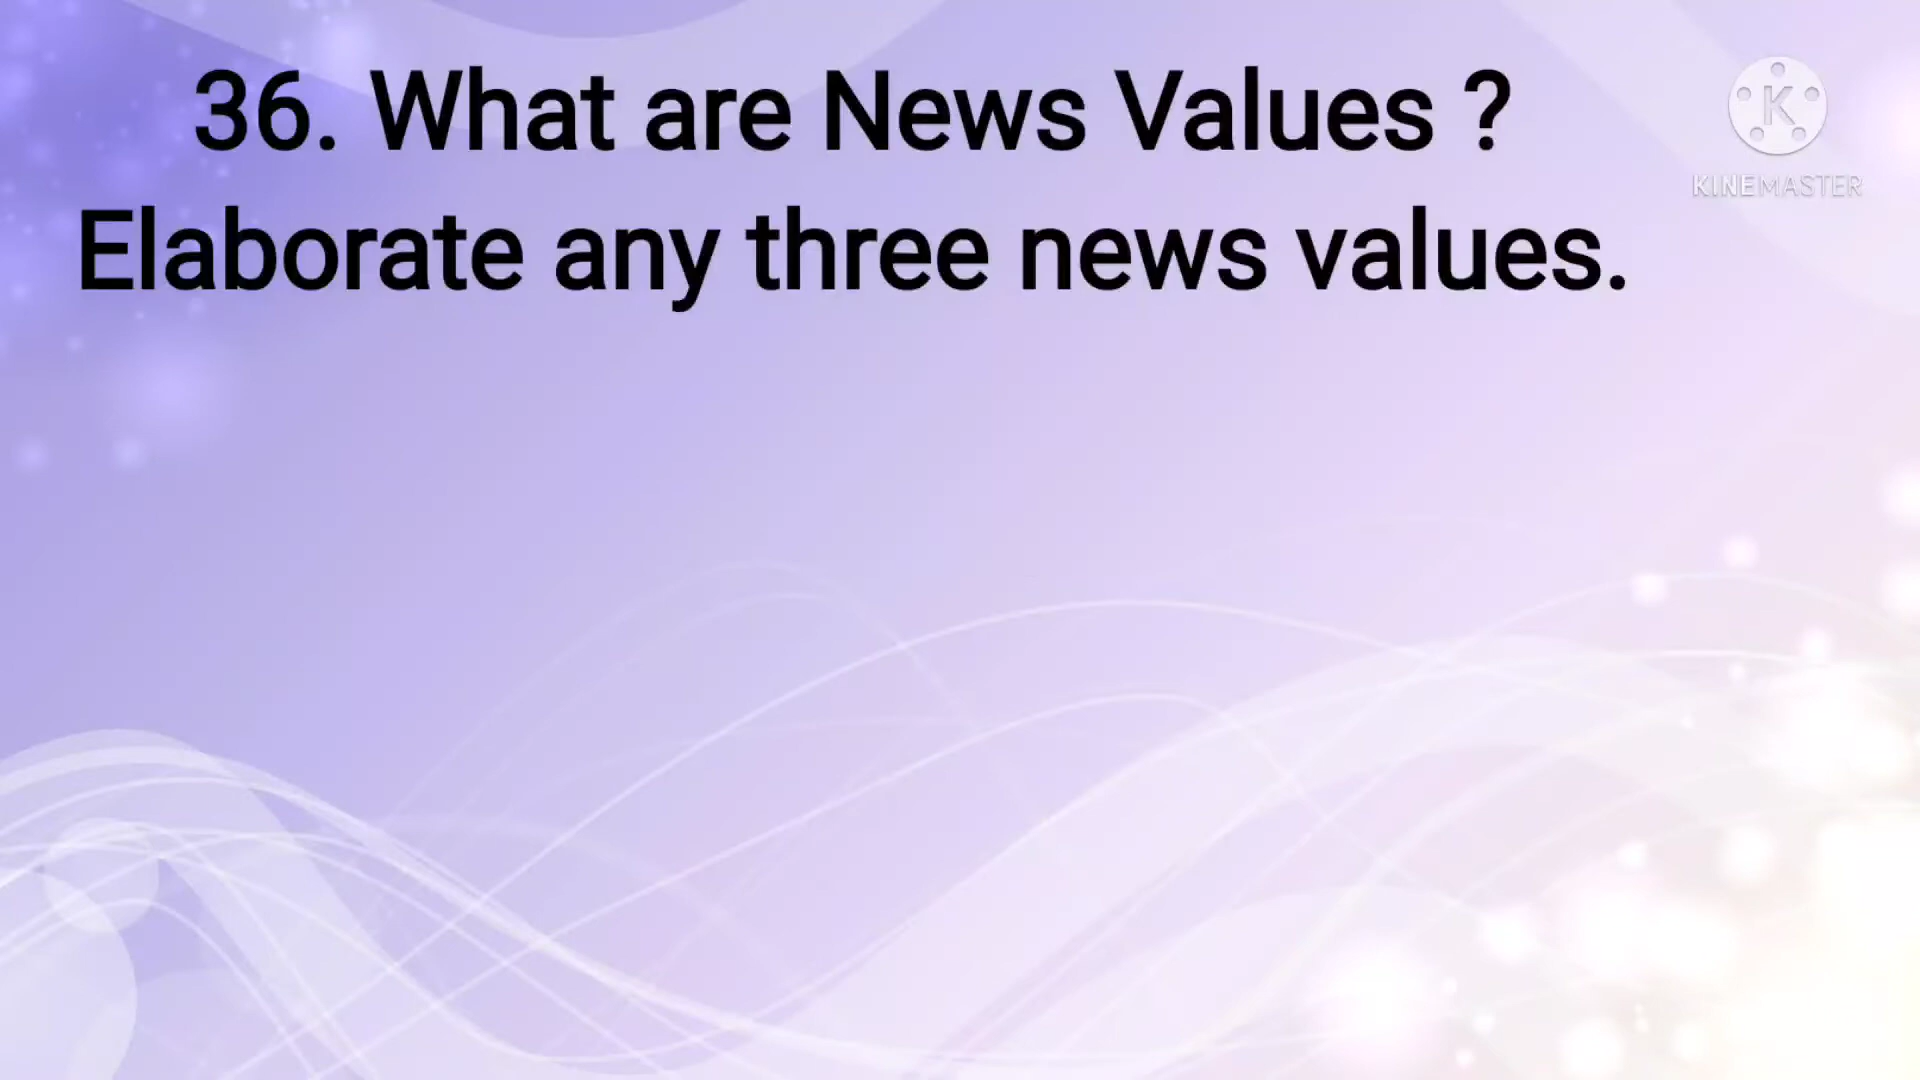 36. What are News Values ?
Elaborate any three news values.
K
KINEMASTER